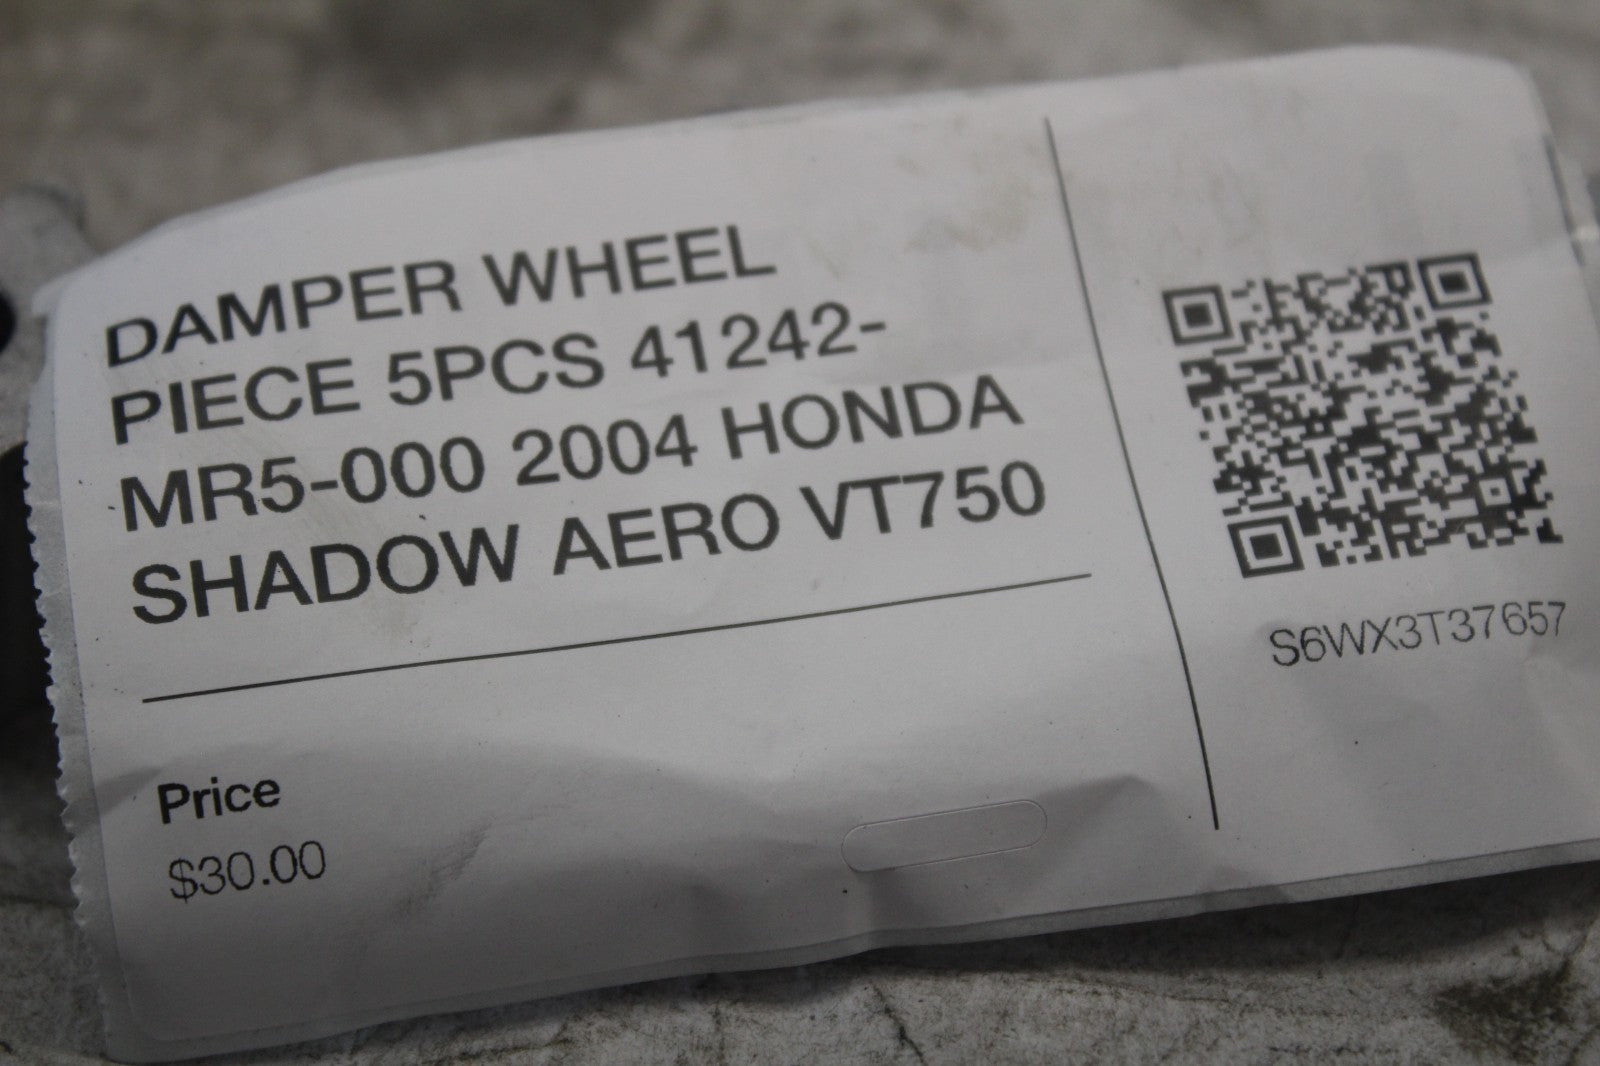 DAMPER WHEEL
PIECE 5PCS 41242-
MR5-000 2004 HONDA
SHADOW AERO VT750
Price
$30.00
S6WX3T37657